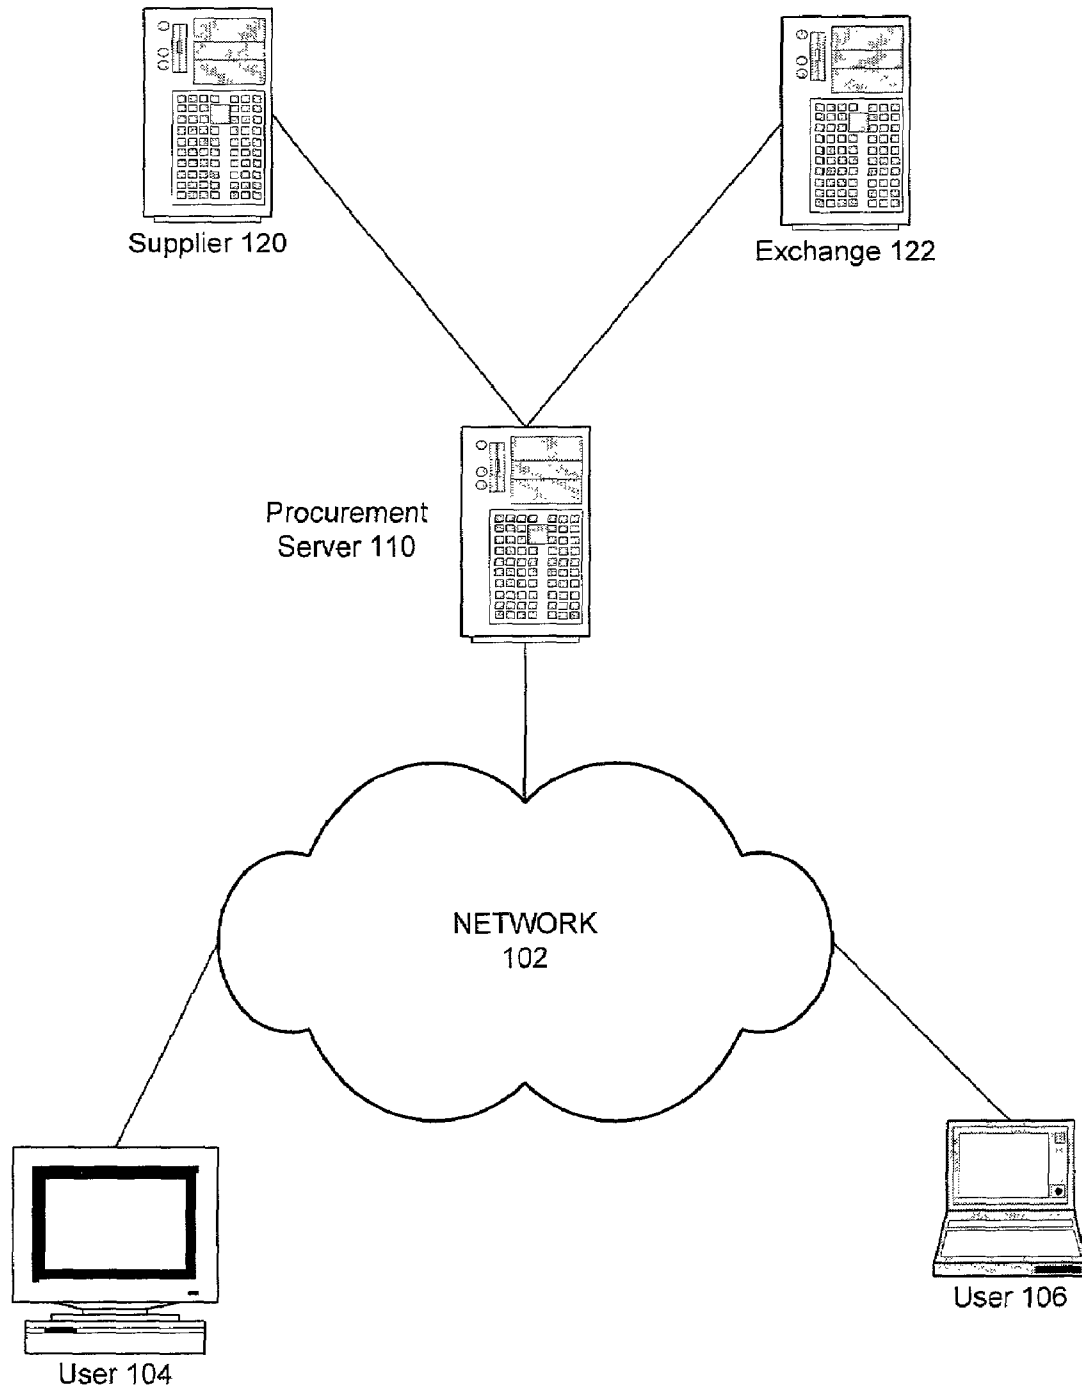 Supplier 120
Exchange 122
Procurement
Server 110
NETWORK
102
User 106
User 104